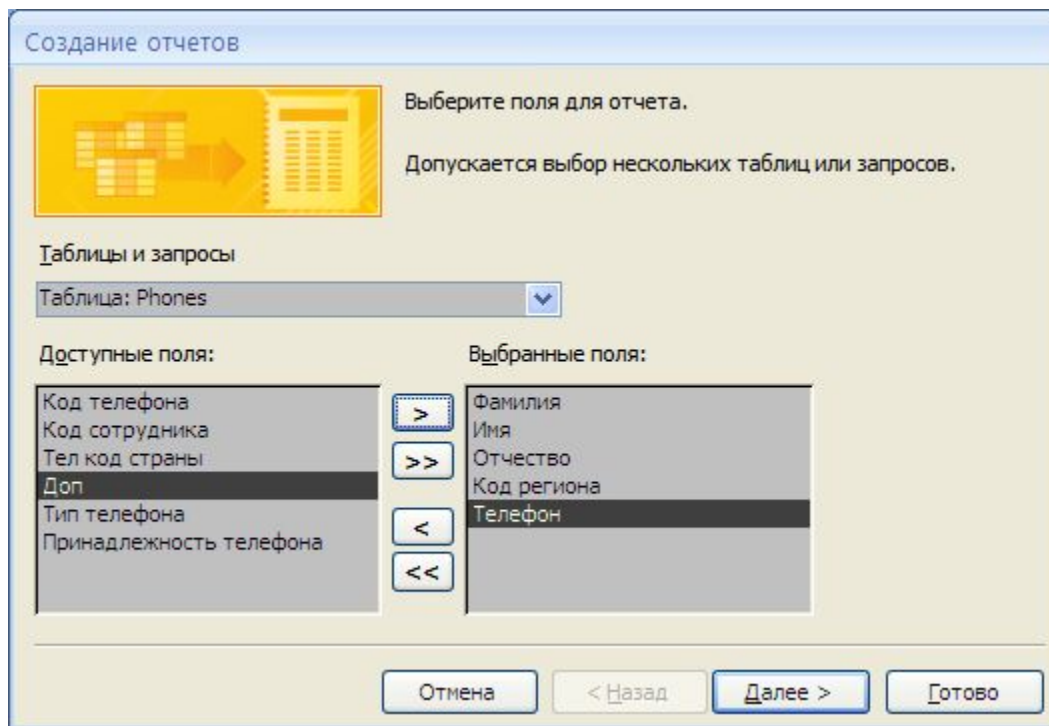 Создание отчетов
Выберите поля для отчета.
Допускается выбор нескольких таблиц или запросов.
Таблицы и запросы
Таблица: Phones
Доступные поля:
Выбранные поля:
Код телефона
Код сотрудника
Тел код страны
Доп
Тип телефона
Принадлежность телефона
>
>>
<
<<
Фамилия
Имя
Отчество
Код региона
Телефон
Отмена
< Назад
Далее >
Готово